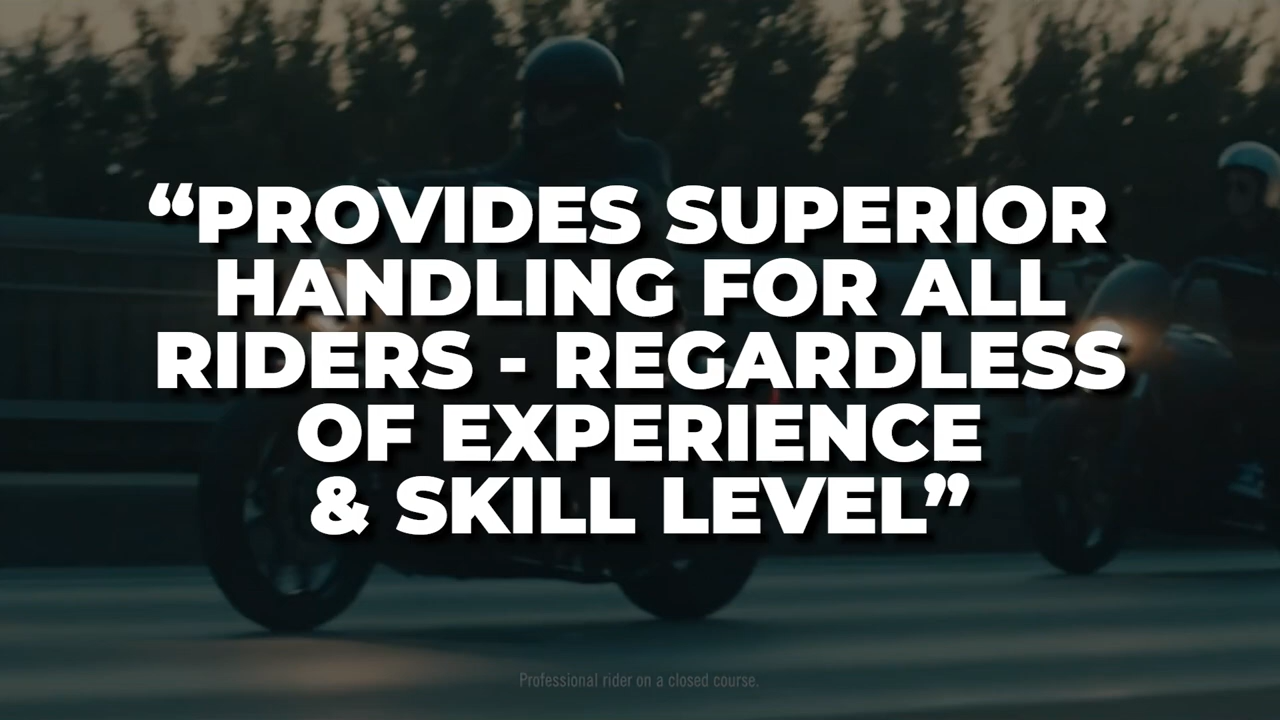 “PROVIDES SUPERIOR
HANDLING FOR ALL
RIDERS - REGARDLESS
OF EXPERIENCE
& SKILL LEVEL”
Professional rider on a closed course.